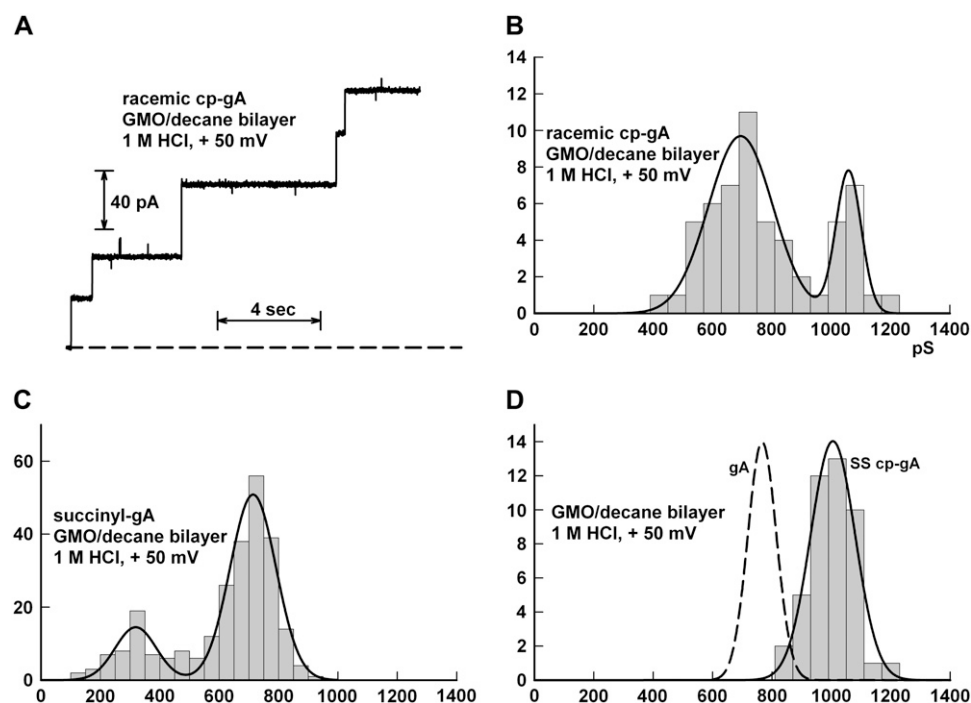 A
racemic cp-gA
GMO/decane bilayer
1 M HCl, + 50 mV
40 pA
4 sec
B
14
12
10
8
6
4
2
0
racemic cp-gA
GMO/decane bilayer
1 M HCl, + 50 mV
0 200 400 600 800 1000 1200 1400
pS
C
60
40
20
0
succinyl-gA
GMO/decane bilayer
1 M HCl, + 50 mV
0 200 400 600 800 1000 1200 1400
D
14
12
10
8
6
4
2
0
gA
SS cp-gA
GMO/decane bilayer
1 M HCl, + 50 mV
0 200 400 600 800 1000 1200 1400